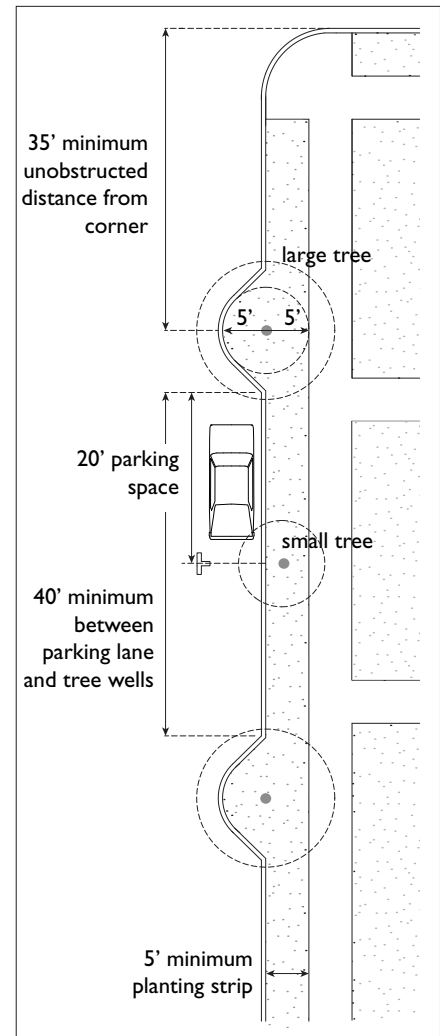 35’ minimum
unobstructed
distance from
corner
large tree
5’ 5’
20’ parking
space
small tree
40’ minimum
between
parking lane
and tree wells
5’ minimum
planting strip